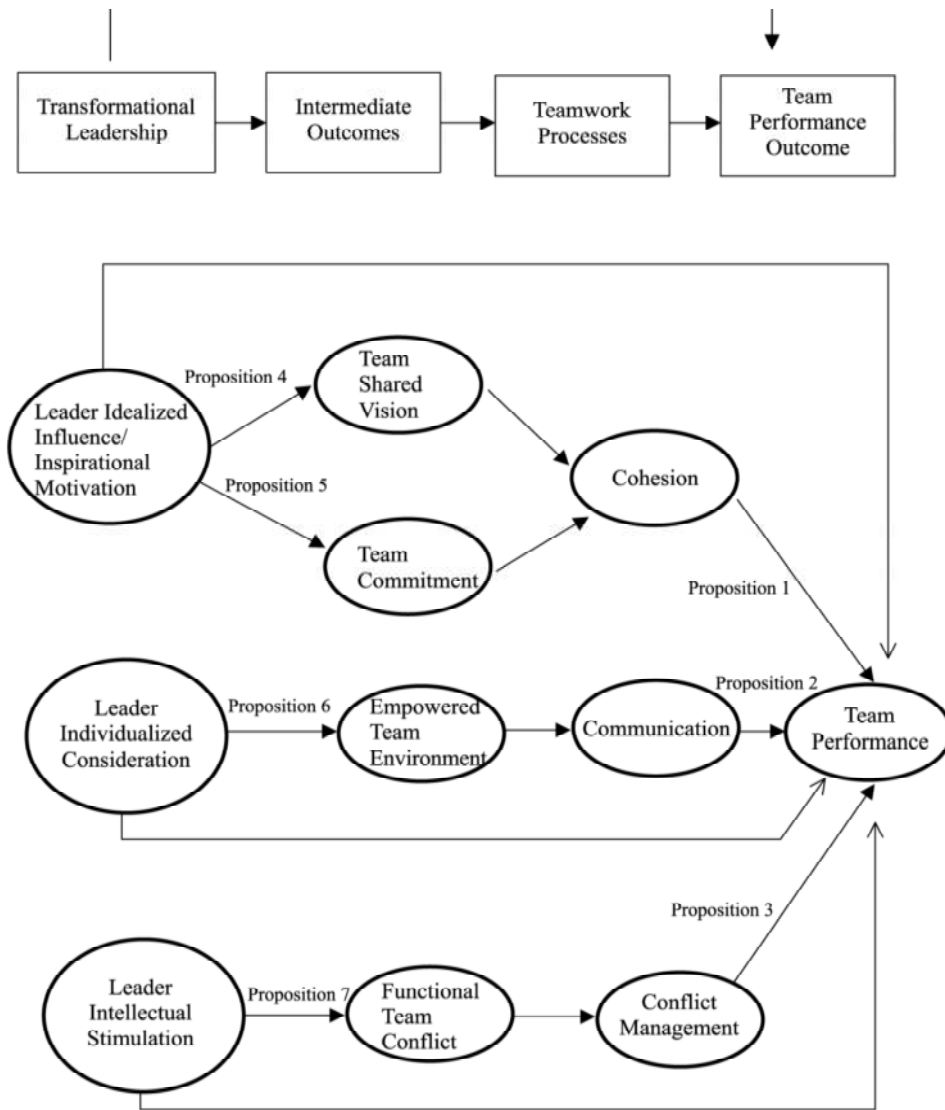 Transformational
Leadership
Intermediate
Outcomes
Teamwork
Processes
Team
Performance
Outcome
Proposition 4
Team
Shared
Vision
Leader Idealized
Influence/
Inspirational
Motivation
Proposition 5
Cohesion
Team
Commitment
Proposition 1
Leader
Individualized
Consideration
Proposition 6
Empowered
Team
Environment
Communication
Proposition 2
Team
Performance
Proposition 3
Leader
Intellectual
Stimulation
Proposition 7
Functional
Team
Conflict
Conflict
Management